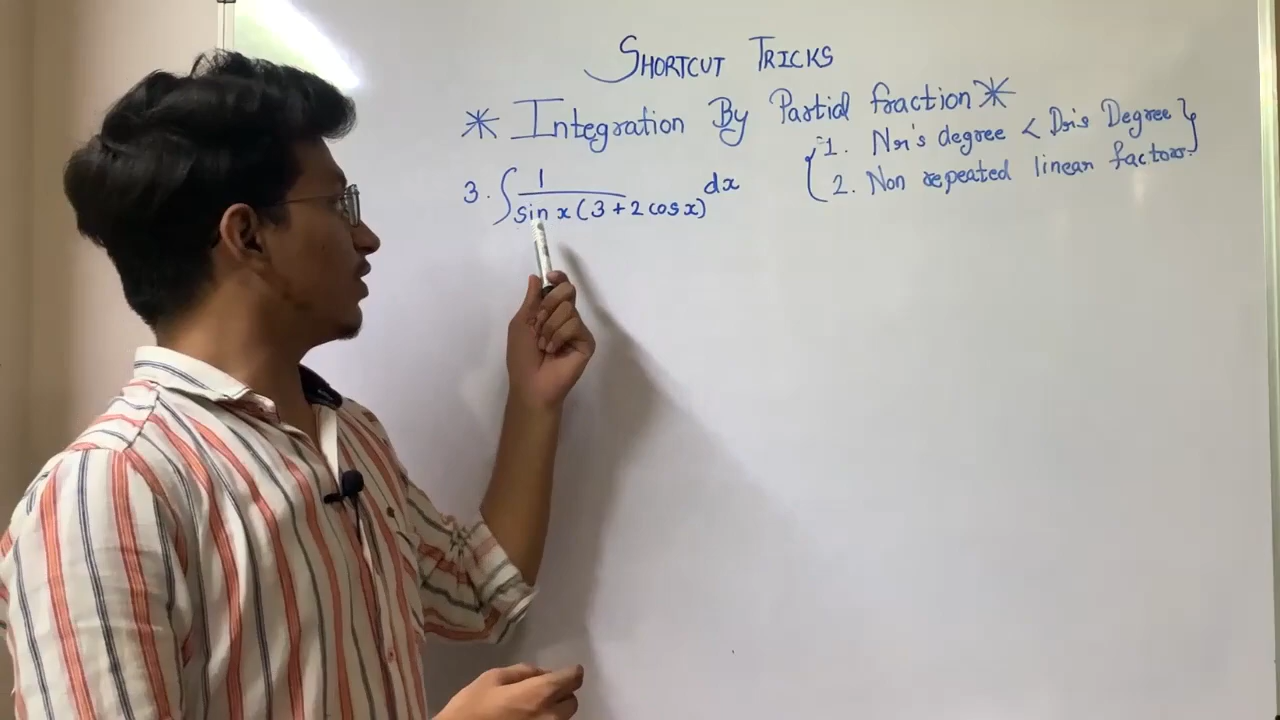 SHORTCUT TRICKS
* Integration By Partial fraction *
{1. Nr's degree < Dr's Degree}
{2. Non repeated linear factors.}
3. ∫ 1 / sin x (3 + 2 cos x) dx